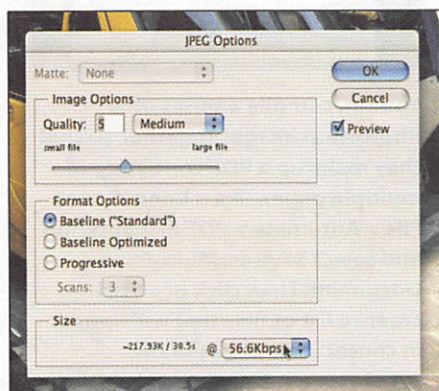 JPEG Options
Matte: None
OK
Image Options
Cancel
Quality: 5 Medium
Preview
small file large file
Format Options
Baseline ("Standard")
Baseline Optimized
Progressive
Scans: 3
Size
~217.93K / 38.5s @ 56.6Kbps